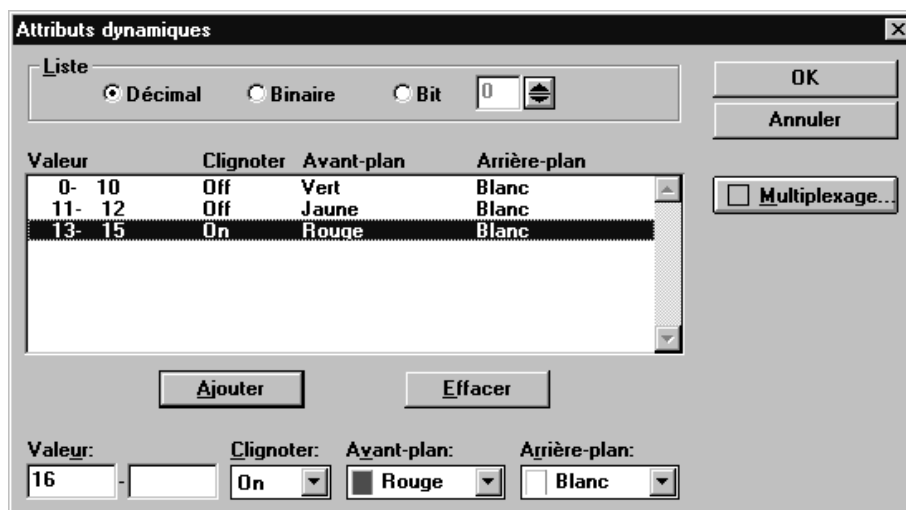 Attributs dynamiques
Liste
Décimal Binaire Bit 0
OK
Annuler
Valeur Clignoter Avant-plan Arrière-plan
0- 10 Off Vert Blanc
11- 12 Off Jaune Blanc
13- 15 On Rouge Blanc
Multiplexage...
Ajouter Effacer
Valeur: Clignoter: Avant-plan: Arrière-plan:
16 - On Rouge Blanc